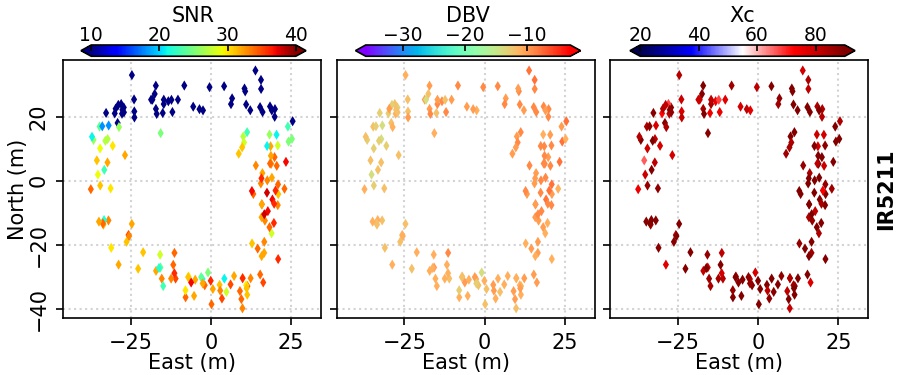 SNR DBV Xc
10 20 30 40 −30 −20 −10 20 40 60 80
20
0
−20
−40
North (m)
−25 0 25 −25 0 25 −25 0 25
East (m) East (m) East (m)
IR5211